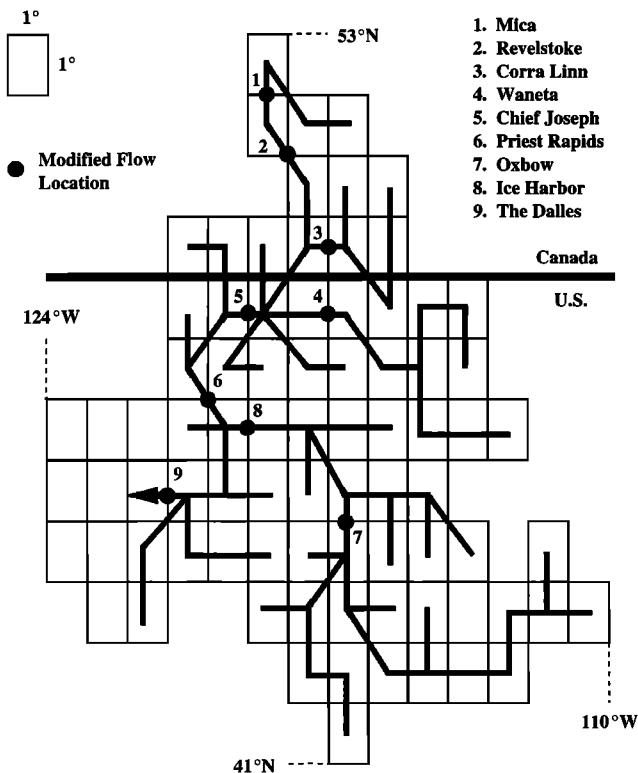 1°
1°
53°N
1. Mica
2. Revelstoke
3. Corra Linn
4. Waneta
5. Chief Joseph
6. Priest Rapids
7. Oxbow
8. Ice Harbor
9. The Dalles
Modified Flow
Location
1
2
3
Canada
U.S.
124°W
5
4
6
8
9
7
110°W
41°N